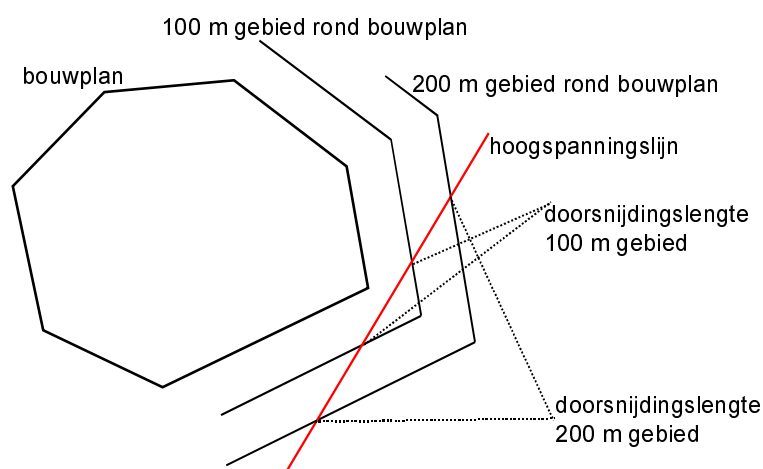 100 m gebied rond bouwplan
bouwplan
200 m gebied rond bouwplan
hoogspanningslijn
doorsnijdingslengte
100 m gebied
doorsnijdingslengte
200 m gebied